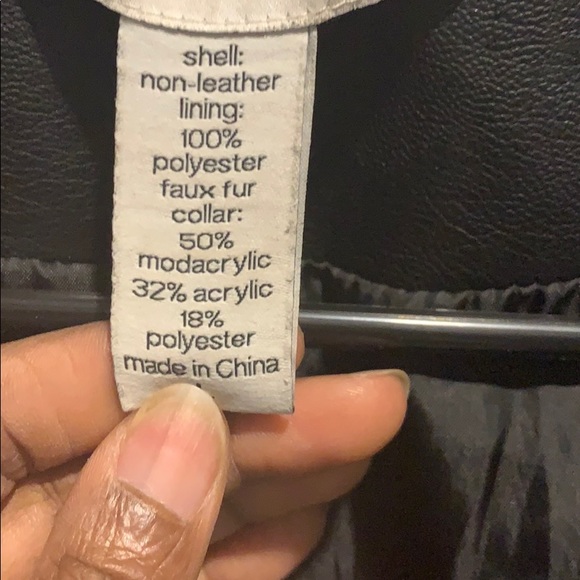 shell:
non-leather
lining:
100%
polyester
faux fur
collar:
50%
modacrylic
32% acrylic
18%
polyester
made in China